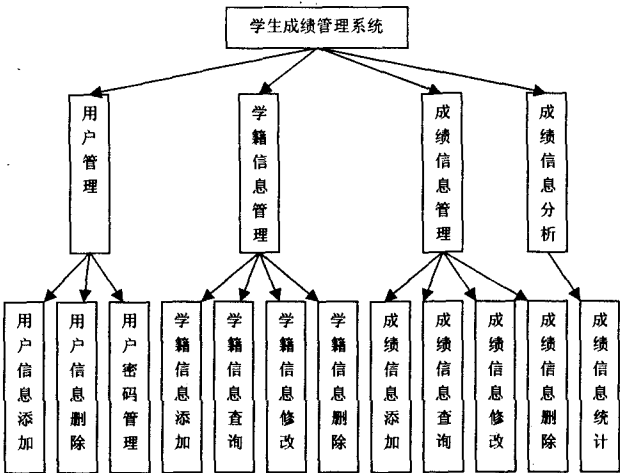 学生成绩管理系统
用户管理
学籍信息管理
成绩信息管理
成绩信息分析
用户信息添加
用户信息删除
用户密码管理
学籍信息添加
学籍信息查询
学籍信息修改
学籍信息删除
成绩信息添加
成绩信息查询
成绩信息修改
成绩信息删除
成绩信息统计